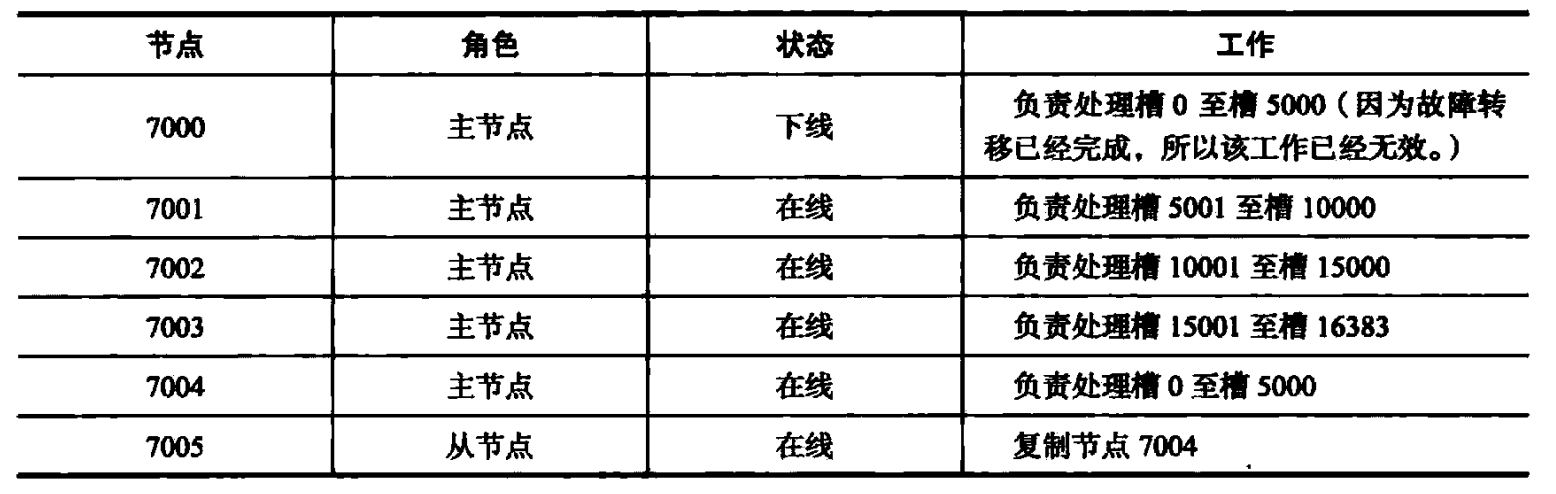 节点 角色 状态 工作
7000 主节点 下线 负责处理槽 0 至槽 5000（因为故障转
移已经完成，所以该工作已经无效。）
7001 主节点 在线 负责处理槽 5001 至槽 10000
7002 主节点 在线 负责处理槽 10001 至槽 15000
7003 主节点 在线 负责处理槽 15001 至槽 16383
7004 主节点 在线 负责处理槽 0 至槽 5000
7005 从节点 在线 复制节点 7004